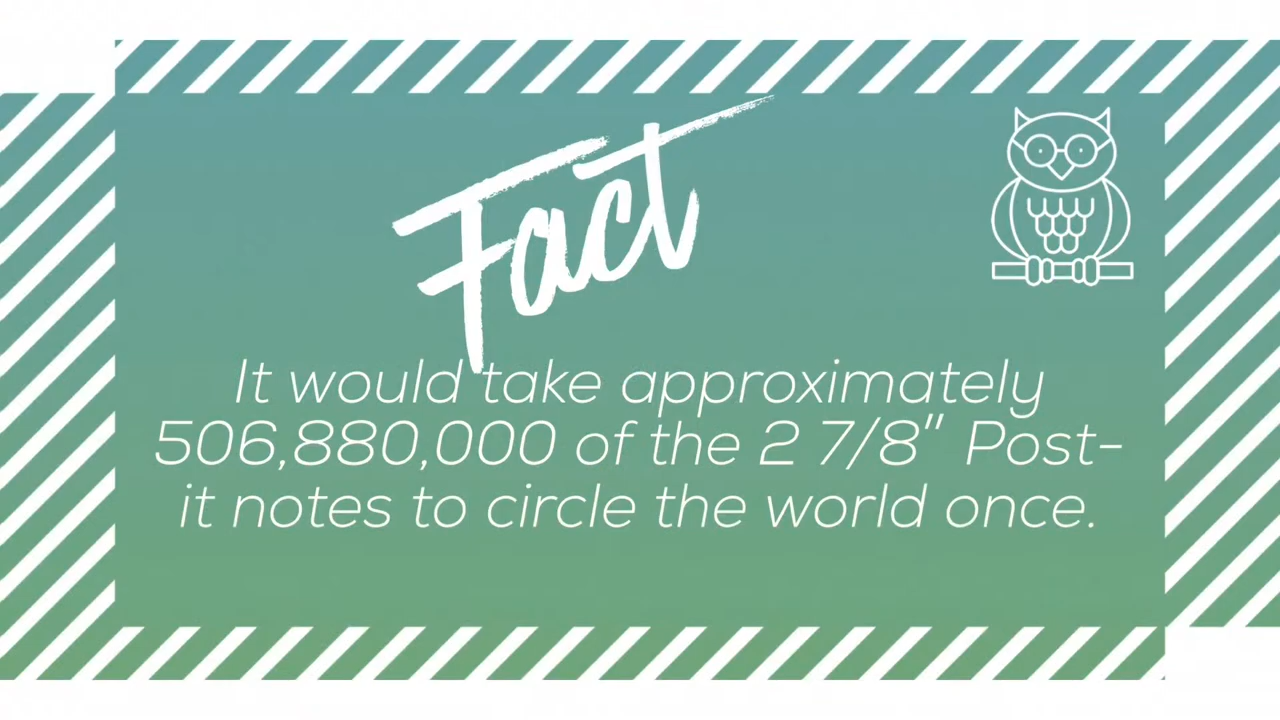 Fact
It would take approximately
506,880,000 of the 2 7/8" Post-
it notes to circle the world once.